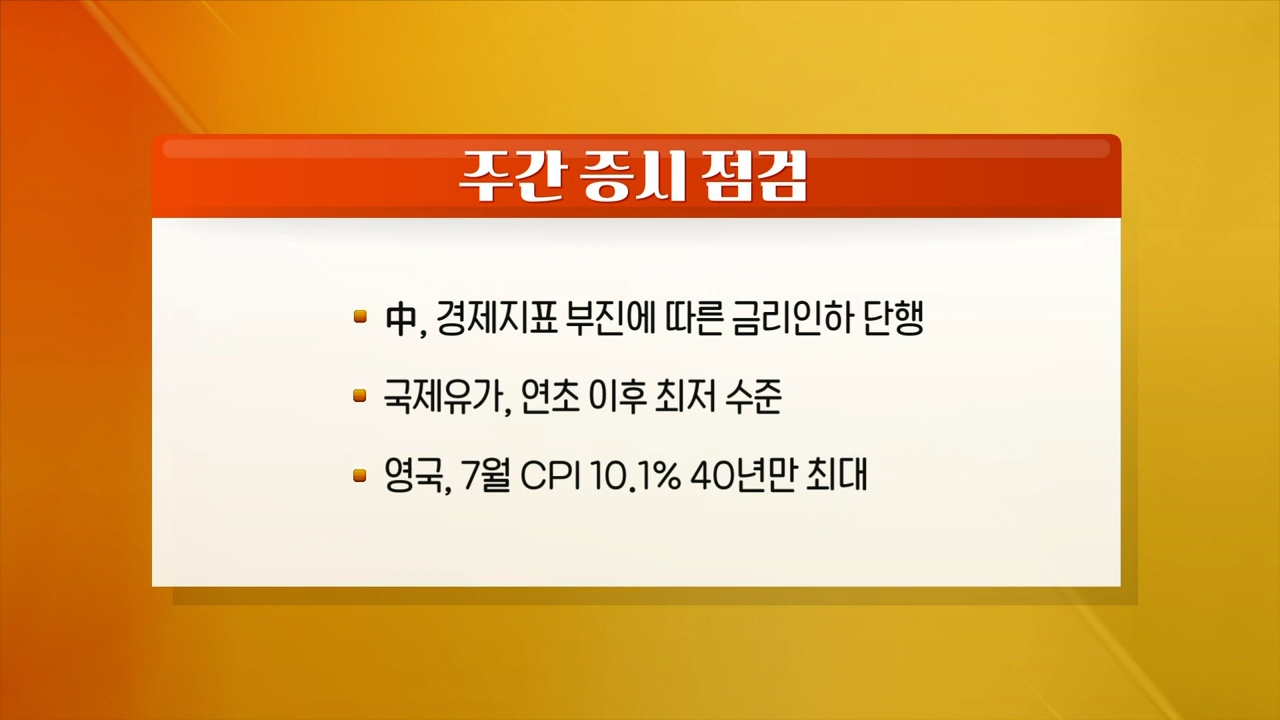 주간 증시 점검
中, 경제지표 부진에 따른 금리인하 단행
국제유가, 연초 이후 최저 수준
영국, 7월 CPI 10.1% 40년만 최대